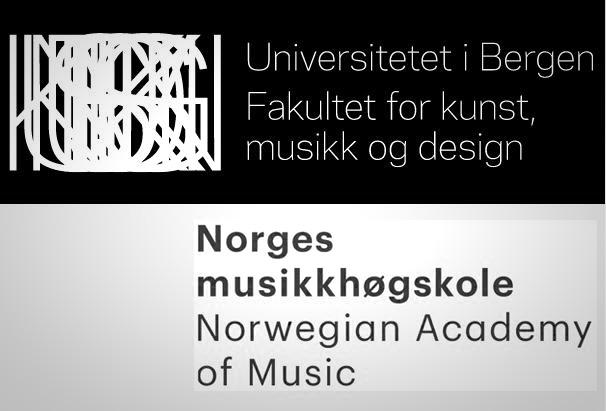 Universitetet i Bergen
Fakultet for kunst,
musikk og design
Norges
musikkhøgskole
Norwegian Academy
of Music